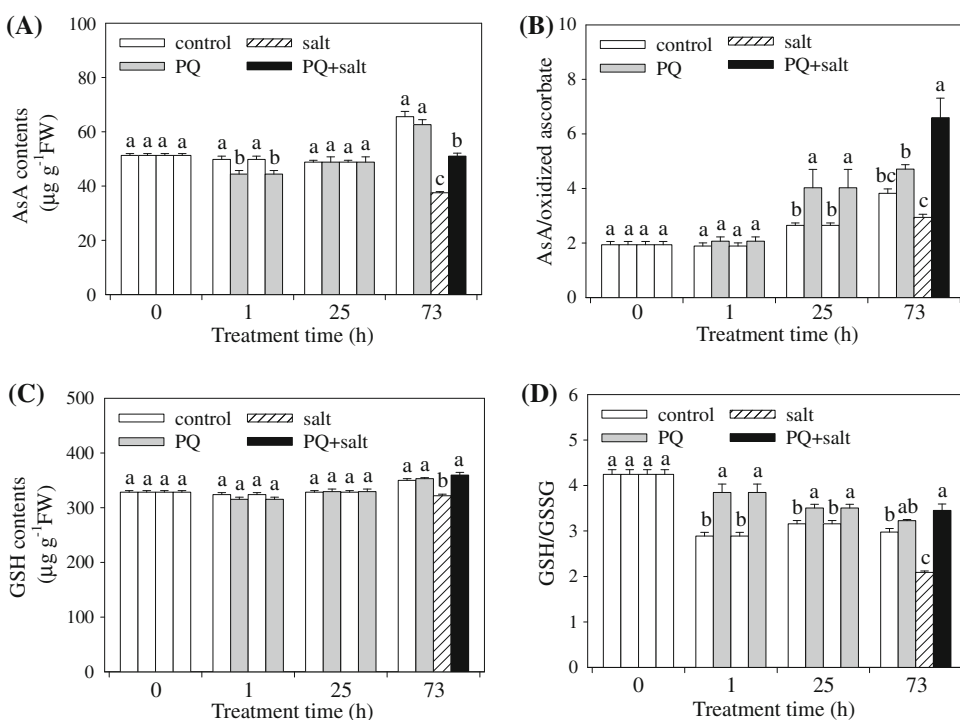 (A)
control
salt
PQ
PQ+salt
100
80
60
40
20
0
AsA contents
(µg g⁻¹FW)
a a a a
a b a b
a a a a
a a c b
0 1 25 73
Treatment time (h)
(B)
control
salt
PQ
PQ+salt
10
8
6
4
2
0
AsA/oxidized ascorbate
a a a a
a a a a
b a b a
bc b c a
0 1 25 73
Treatment time (h)
(C)
control
salt
PQ
PQ+salt
500
400
300
200
100
0
GSH contents
(µg g⁻¹FW)
a a a a
a a a a
a a a a
a a b a
0 1 25 73
Treatment time (h)
(D)
control
salt
PQ
PQ+salt
6
5
4
3
2
1
0
GSH/GSSG
a a a a
b a b a
b a b a
b ab c a
0 1 25 73
Treatment time (h)